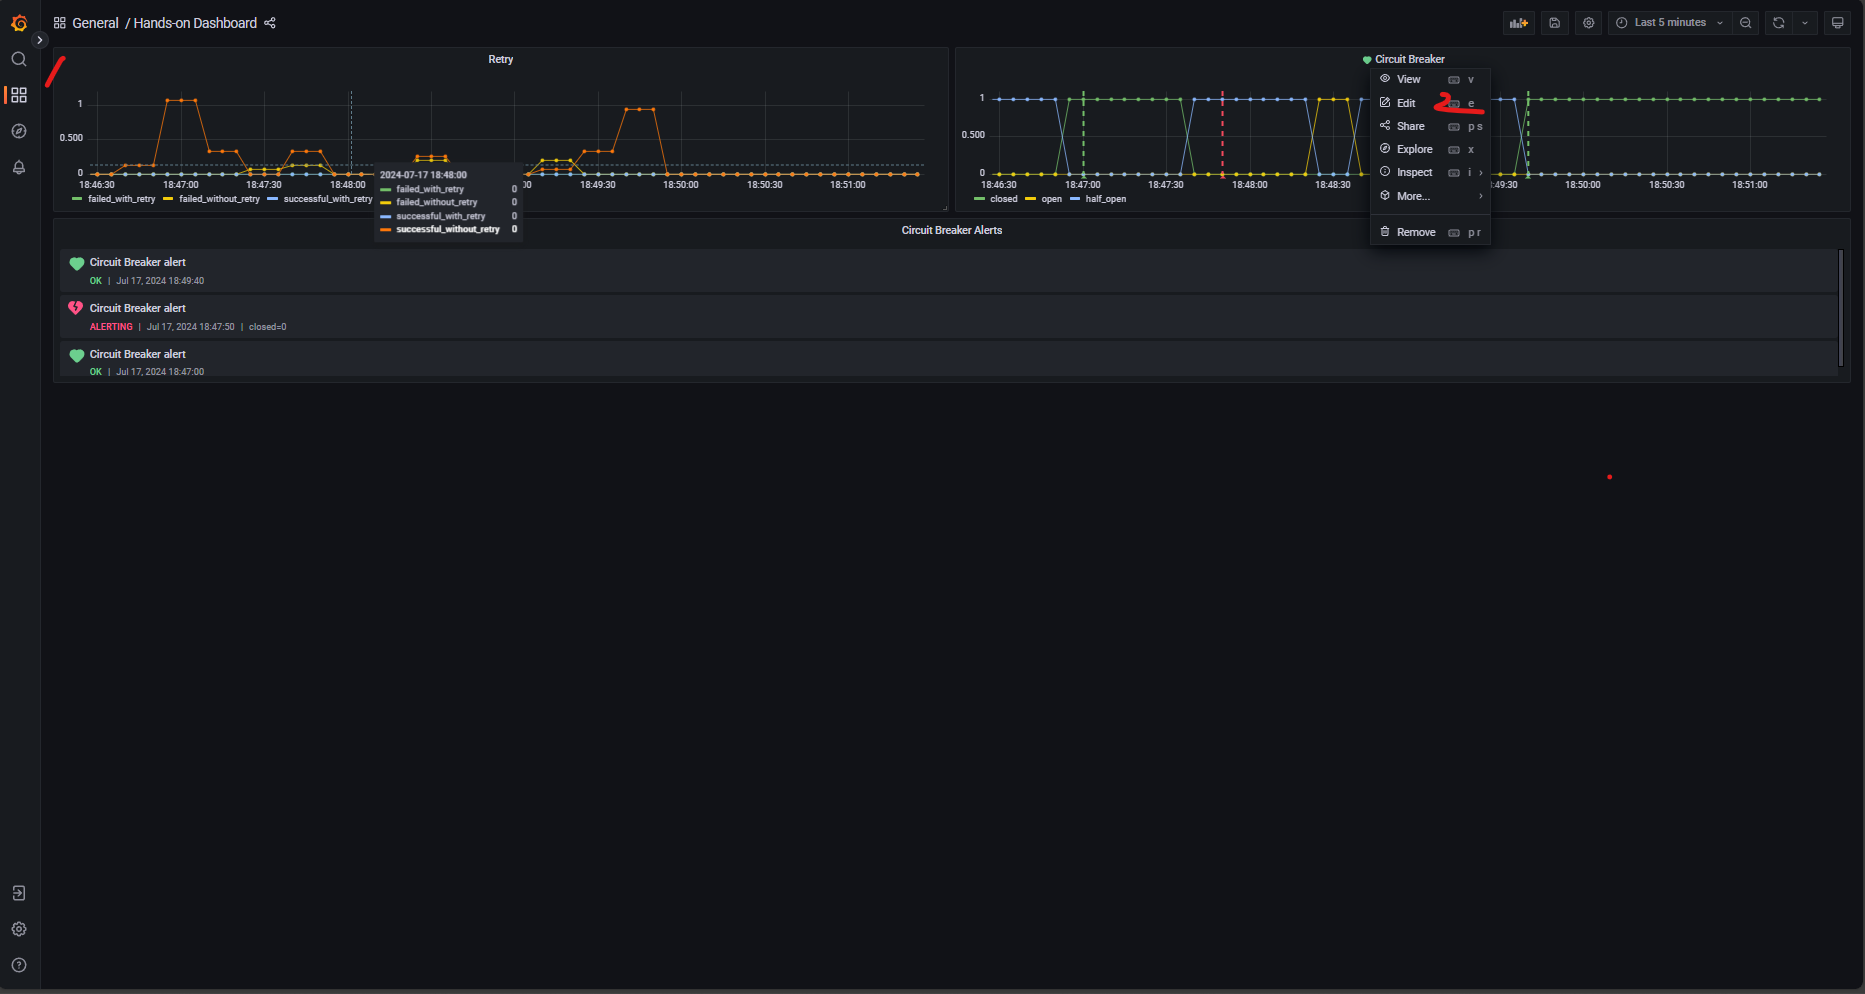 General / Hands-on Dashboard
Last 5 minutes
Retry
1
0.500
0
18:46:30 18:47:00 18:47:30 18:48:00 18:49:30 18:50:00 18:50:30 18:51:00
failed_with_retry failed_without_retry successful_with_retry
2024-07-17 18:48:00
failed_with_retry 0
failed_without_retry 0
successful_with_retry 0
successful_without_retry 0
Circuit Breaker
1
0.500
0
18:46:30 18:47:00 18:47:30 18:48:00 18:48:30 :49:30 18:50:00 18:50:30 18:51:00
closed open half_open
View v
Edit 2 e
Share p s
Explore x
Inspect i
More...
Remove p r
Circuit Breaker Alerts
Circuit Breaker alert
OK | Jul 17, 2024 18:49:40
Circuit Breaker alert
ALERTING | Jul 17, 2024 18:47:50 | closed=0
Circuit Breaker alert
OK | Jul 17, 2024 18:47:00